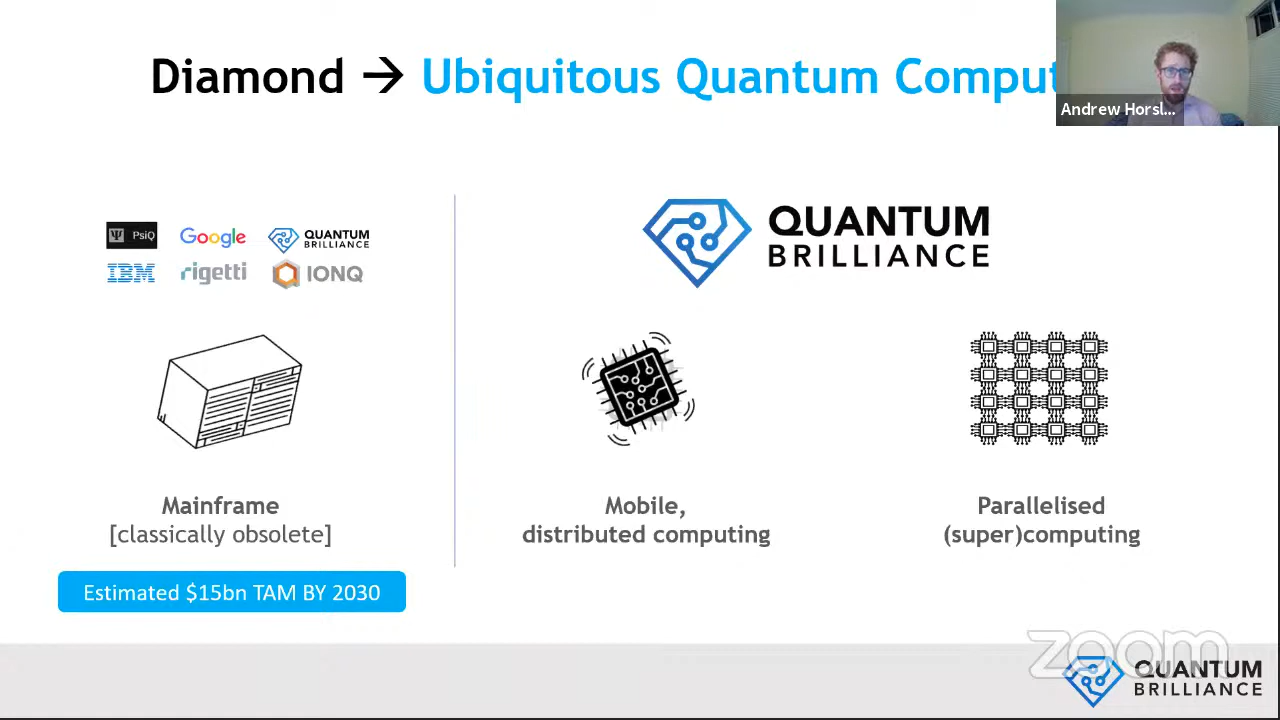 Diamond → Ubiquitous Quantum Comput
Andrew Horsl...
PsiQ
Google
QUANTUM
BRILLIANCE
IBM
rigetti
IONQ
QUANTUM
BRILLIANCE
Mainframe
[classically obsolete]
Mobile,
distributed computing
Parallelised
(super)computing
Estimated $15bn TAM BY 2030
zoom
QUANTUM
BRILLIANCE